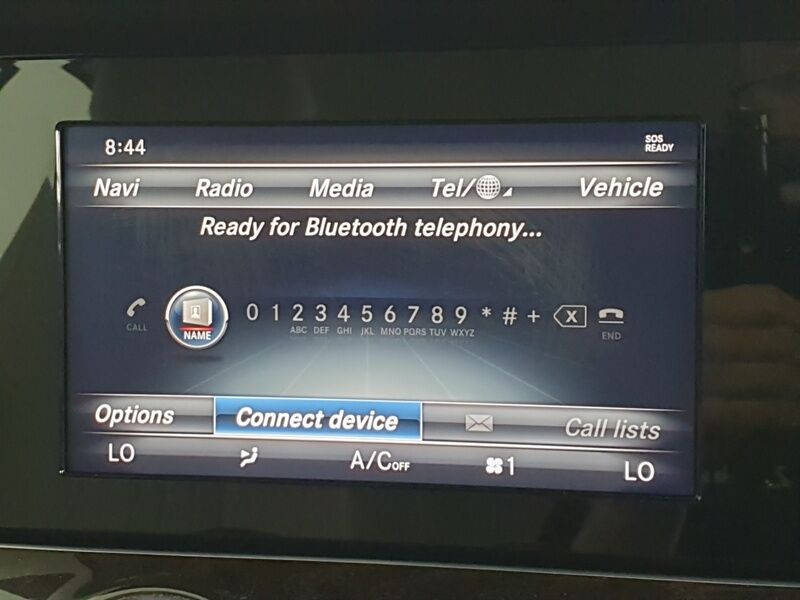 8:44
SOS
READY
Navi Radio Media Tel/ Vehicle
Ready for Bluetooth telephony...
CALL NAME 0 1 2 3 4 5 6 7 8 9 * # + X END
ABC DEF GHI JKL MNO PQRS TUV WXYZ
Options Connect device Call lists
LO A/C OFF 1 LO